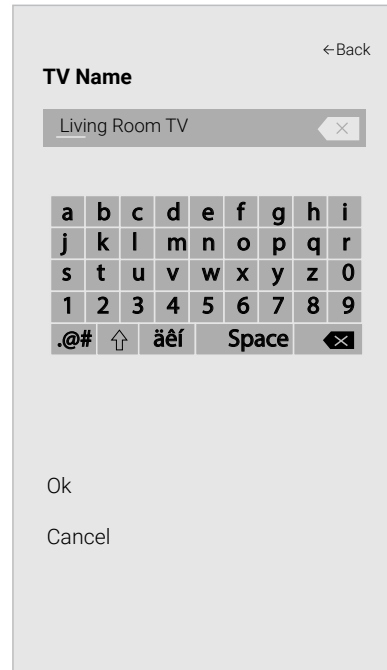 ←Back
TV Name
Living Room TV
a b c d e f g h i
j k l m n o p q r
s t u v w x y z 0
1 2 3 4 5 6 7 8 9
.@# äêí Space
Ok
Cancel